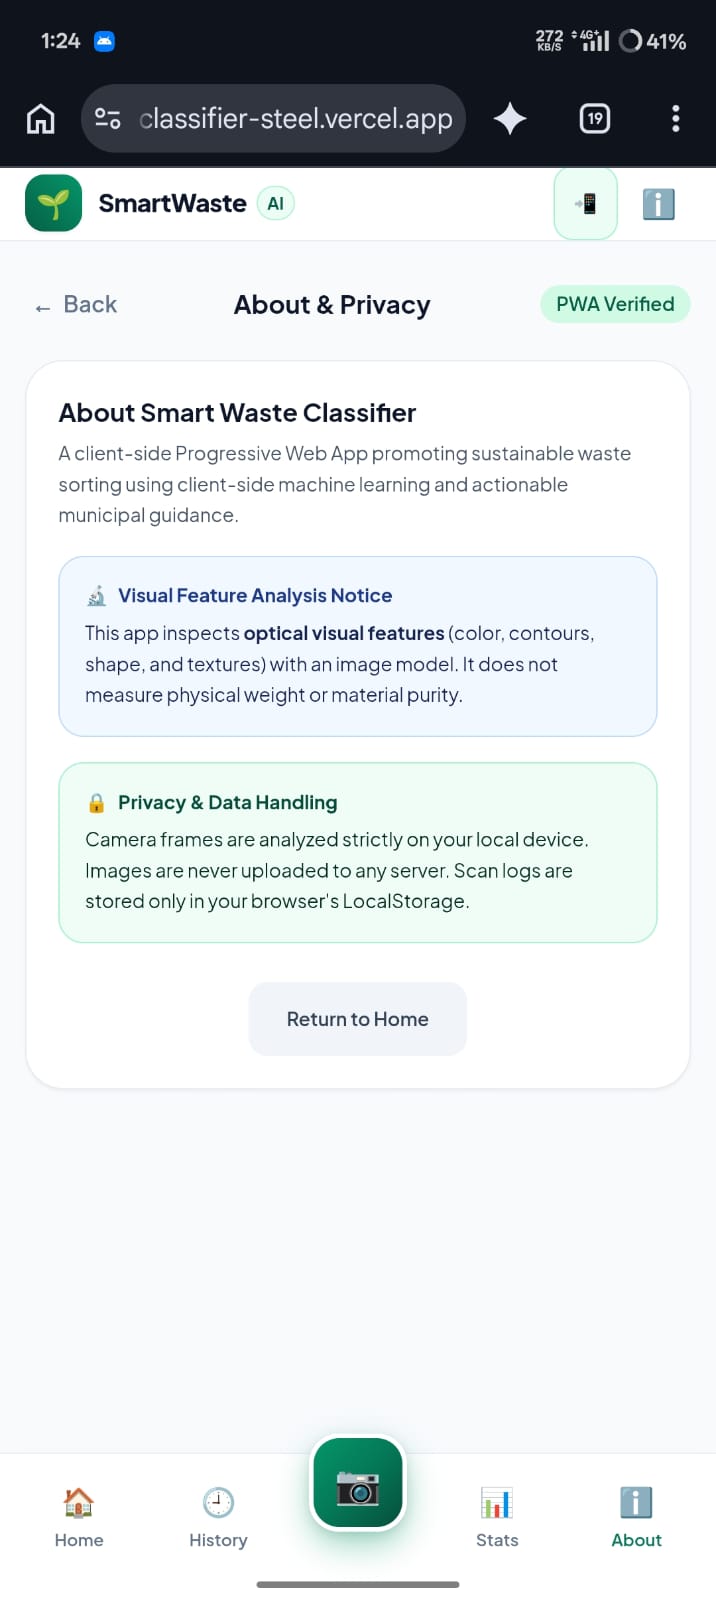 1:24
272
KB/S
4G+
41%
classifier-steel.vercel.app
19
SmartWaste AI
← Back
About & Privacy
PWA Verified
About Smart Waste Classifier
A client-side Progressive Web App promoting sustainable waste
sorting using client-side machine learning and actionable
municipal guidance.
Visual Feature Analysis Notice
This app inspects optical visual features (color, contours,
shape, and textures) with an image model. It does not
measure physical weight or material purity.
Privacy & Data Handling
Camera frames are analyzed strictly on your local device.
Images are never uploaded to any server. Scan logs are
stored only in your browser's LocalStorage.
Return to Home
Home
History
Stats
About